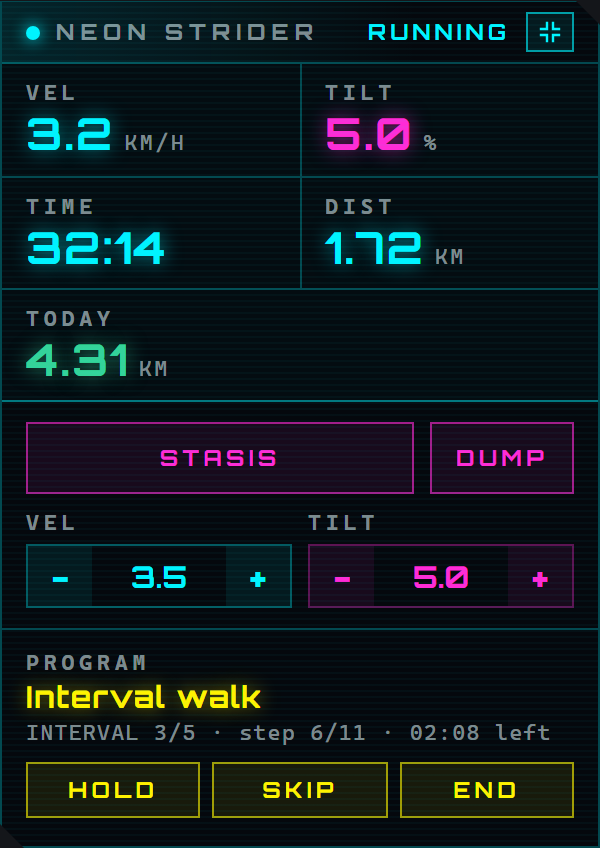 NEON STRIDER RUNNING
VEL TILT
3.2 KM/H 5.0 %
TIME DIST
32:14 1.72 KM
TODAY
4.31 KM
STASIS DUMP
VEL TILT
- 3.5 + - 5.0 +
PROGRAM
Interval walk
INTERVAL 3/5 · step 6/11 · 02:08 left
HOLD SKIP END